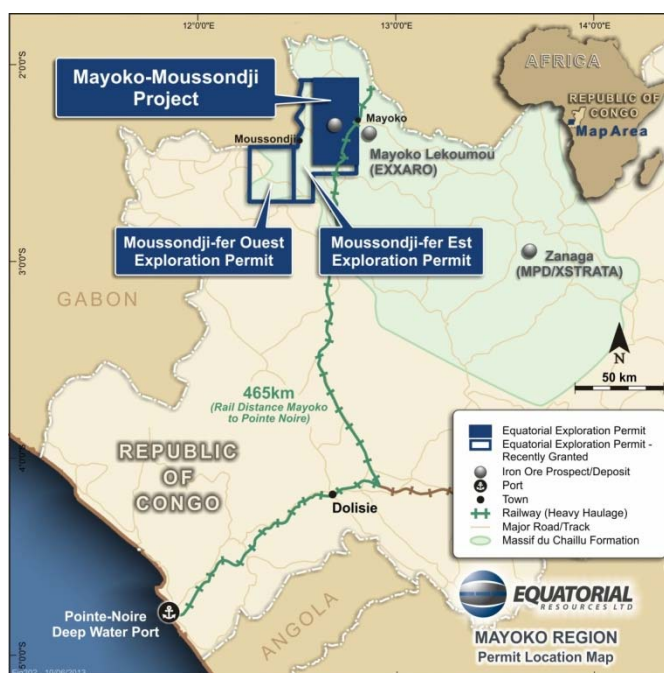 12°0'0"E
13°0'0"E
14°0'0"E
2°0'0"S
3°0'0"S
4°0'0"S
5°0'0"S
AFRICA
REPUBLIC
OF CONGO
Map Area
Mayoko-Moussondji
Project
Mayoko
Moussondji
Mayoko Lekoumou
(EXXARO)
Moussondji-fer Ouest
Exploration Permit
Moussondji-fer Est
Exploration Permit
Zanaga
(MPD/XSTRATA)
GABON
N
50 km
465km
(Rail Distance Mayoko
to Pointe Noire)
REPUBLIC
OF
CONGO
Dolisie
Pointe-Noire
Deep Water Port
ANGOLA
Equatorial Exploration Permit
Equatorial Exploration Permit -
Recently Granted
Iron Ore Prospect/Deposit
Port
Town
Railway (Heavy Haulage)
Major Road/Track
Massif du Chaillu Formation
EQUATORIAL
RESOURCES LTD
MAYOKO REGION
Permit Location Map